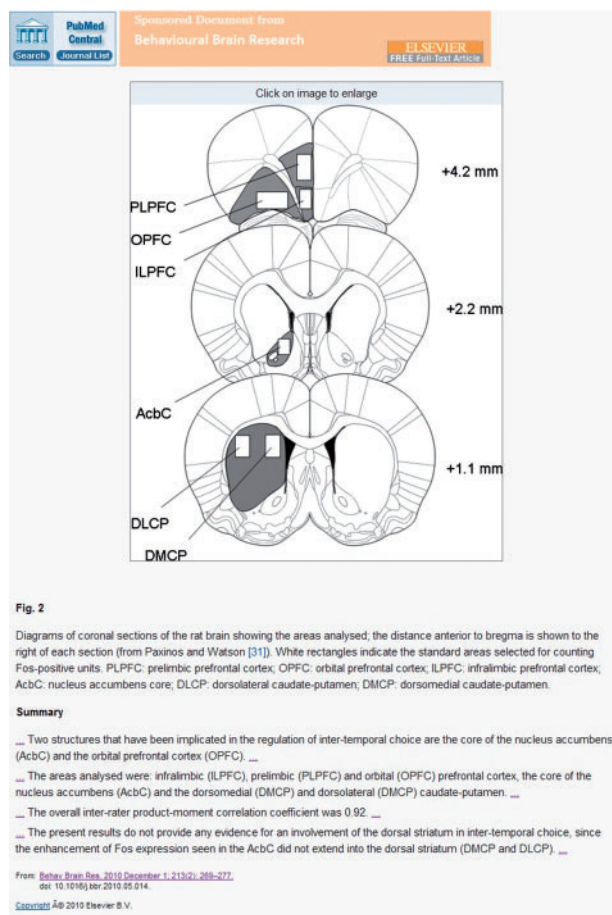 PubMed
Central
Search
Journal List
Sponsored Document from
Behavioural Brain Research
ELSEVIER
FREE Full-Text Article
Click on image to enlarge
+4.2 mm
PLPFC
OPFC
ILPFC
+2.2 mm
AcbC
+1.1 mm
DLCP
DMCP
Fig. 2
Diagrams of coronal sections of the rat brain showing the areas analysed; the distance anterior to bregma is shown to the
right of each section (from Paxinos and Watson [31]). White rectangles indicate the standard areas selected for counting
Fos-positive units. PLPFC: prelimbic prefrontal cortex; OPFC: orbital prefrontal cortex; ILPFC: infralimbic prefrontal cortex;
AcbC: nucleus accumbens core; DLCP: dorsolateral caudate-putamen; DMCP: dorsomedial caudate-putamen.
Summary
... Two structures that have been implicated in the regulation of inter-temporal choice are the core of the nucleus accumbens
(AcbC) and the orbital prefrontal cortex (OPFC). ...
... The areas analysed were: infralimbic (ILPFC), prelimbic (PLPFC) and orbital (OPFC) prefrontal cortex, the core of the
nucleus accumbens (AcbC) and the dorsomedial (DMCP) and dorsolateral (DMCP) caudate-putamen. ...
... The overall inter-rater product-moment correlation coefficient was 0.92. ...
... The present results do not provide any evidence for an involvement of the dorsal striatum in inter-temporal choice, since
the enhancement of Fos expression seen in the AcbC did not extend into the dorsal striatum (DMCP and DLCP). ...
From: Behav Brain Res. 2010 December 1; 213(2): 269–277.
doi: 10.1016/j.bbr.2010.05.014.
Copyright Â© 2010 Elsevier B.V.